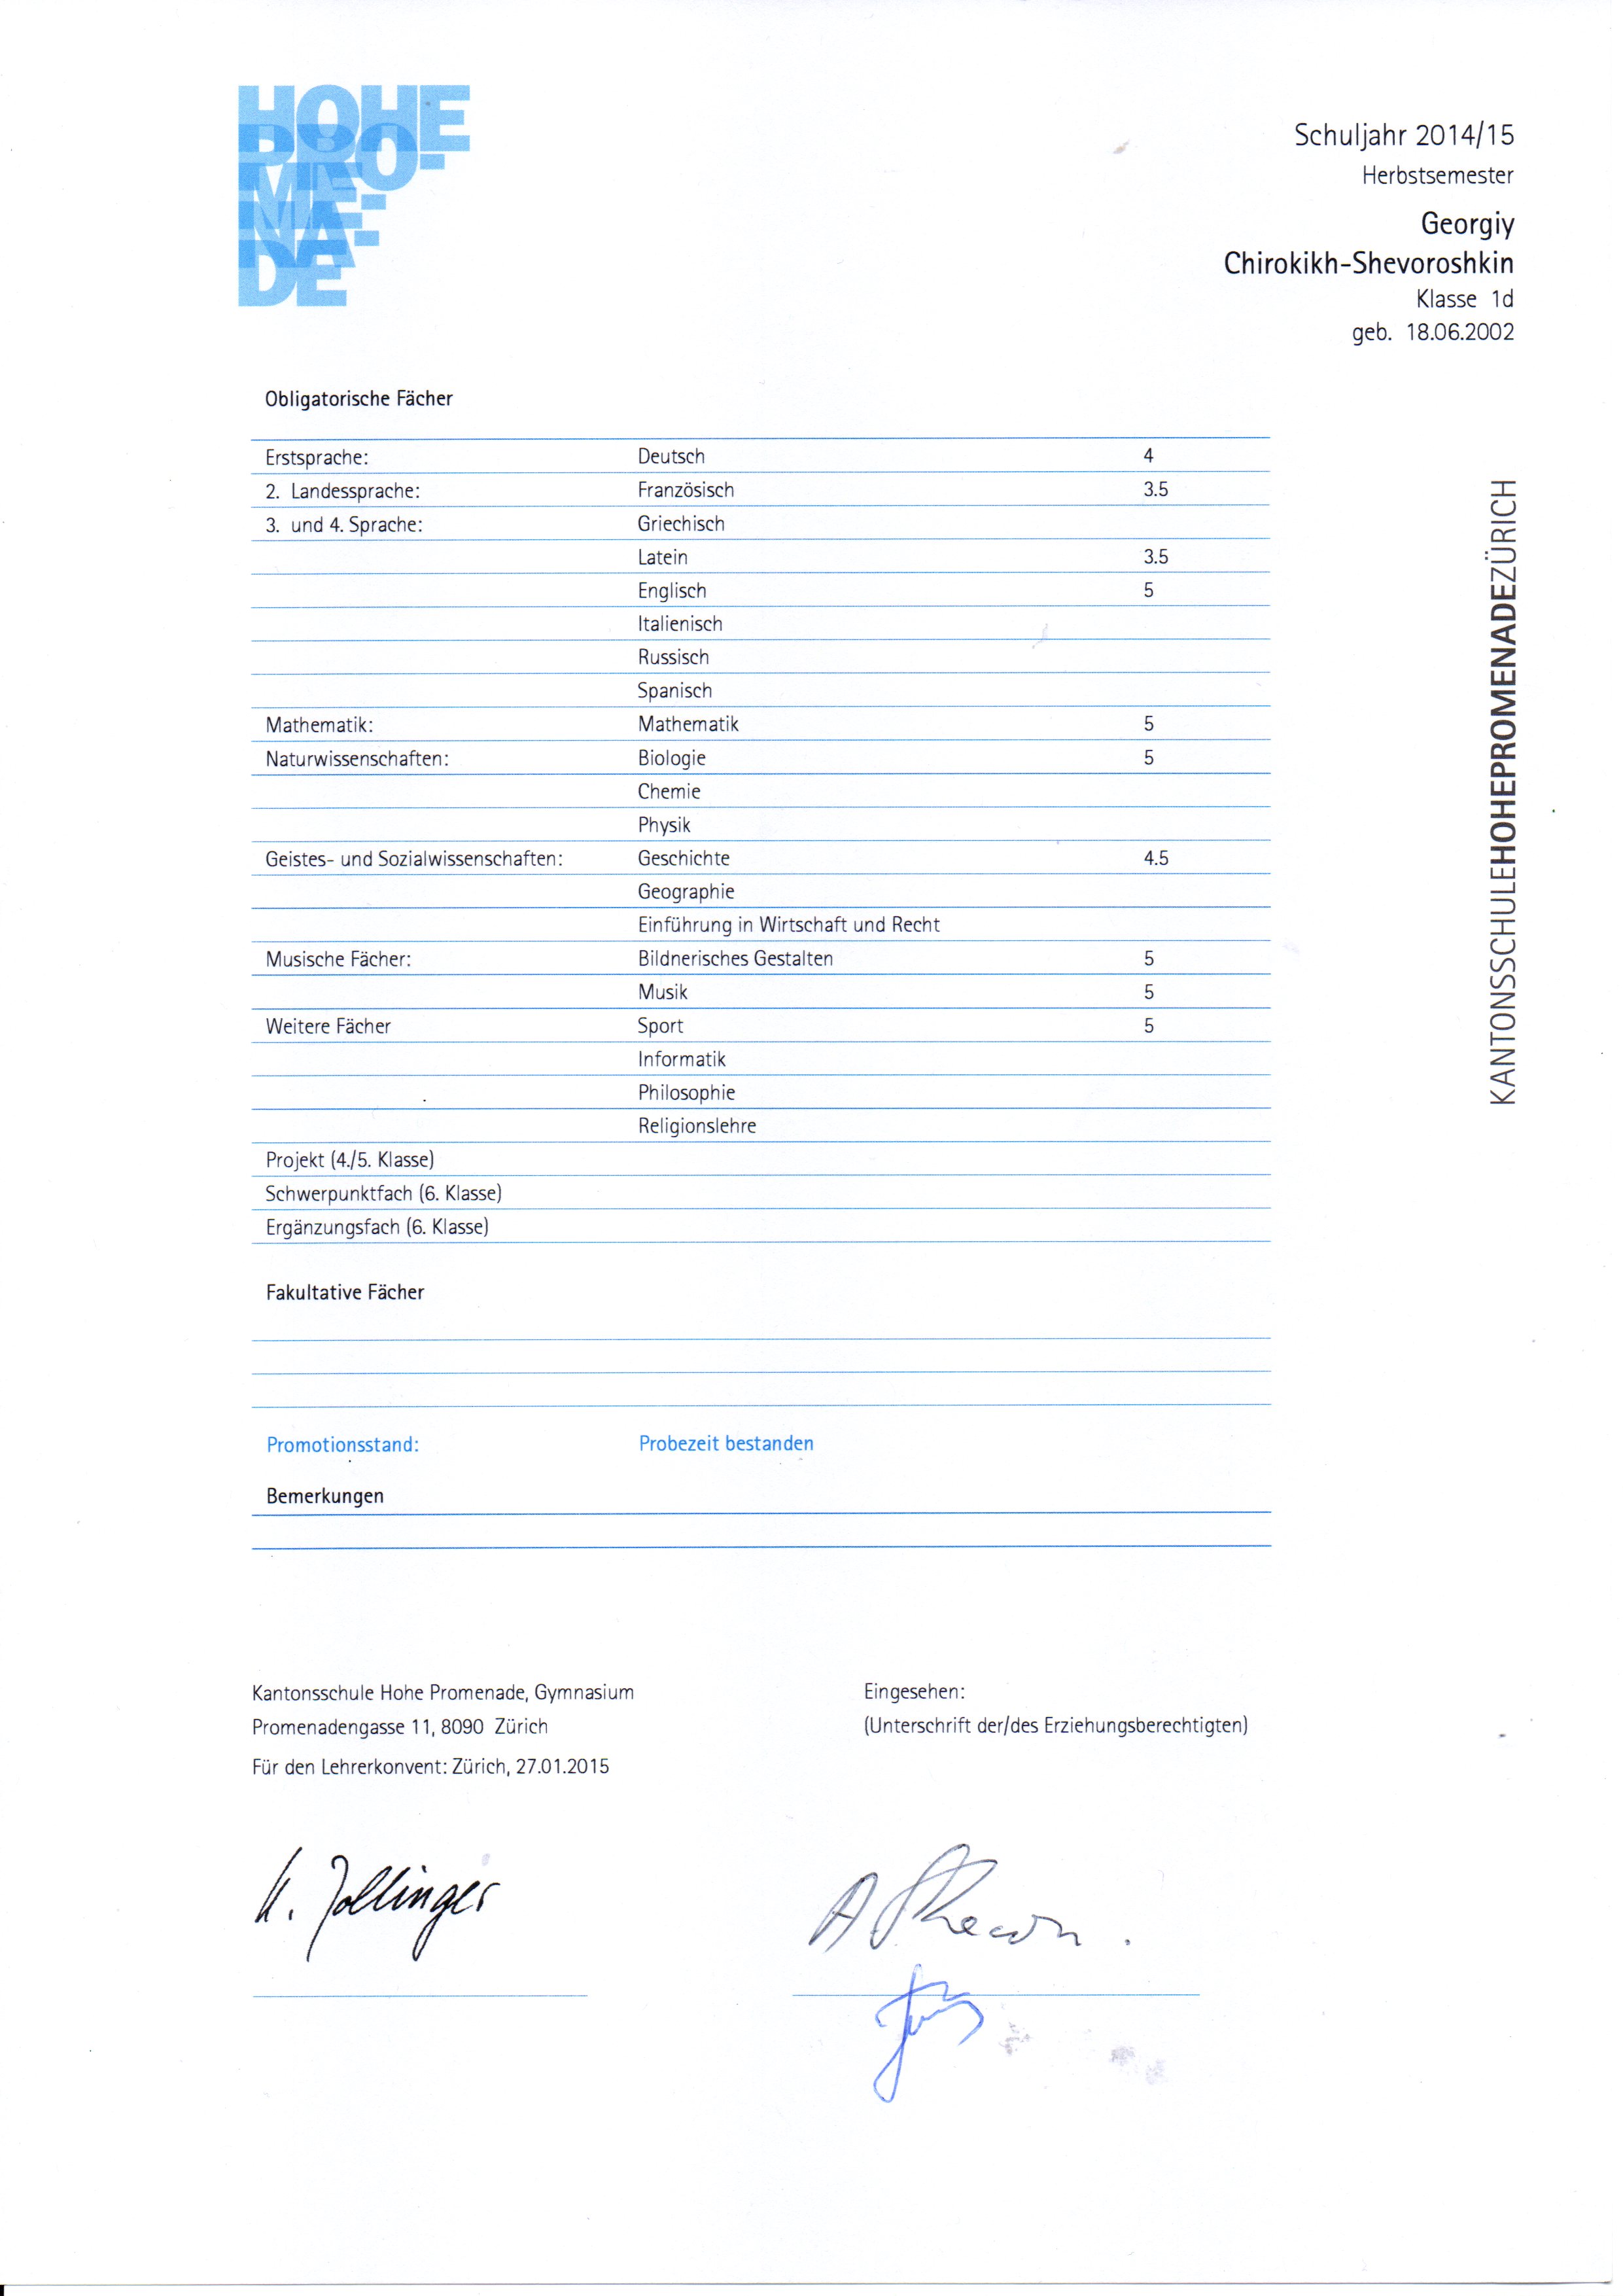 HOHE
PRO-
ME-
NA-
DE
Schuljahr 2014/15
Herbstsemester
Georgiy
Chirokikh-Shevoroshkin
Klasse 1d
geb. 18.06.2002
Obligatorische Fächer
Erstsprache: Deutsch 4
2. Landessprache: Französisch 3.5
3. und 4. Sprache: Griechisch
Latein 3.5
Englisch 5
Italienisch
Russisch
Spanisch
Mathematik: Mathematik 5
Naturwissenschaften: Biologie 5
Chemie
Physik
Geistes- und Sozialwissenschaften: Geschichte 4.5
Geographie
Einführung in Wirtschaft und Recht
Musische Fächer: Bildnerisches Gestalten 5
Musik 5
Weitere Fächer Sport 5
Informatik
Philosophie
Religionslehre
Projekt (4./5. Klasse)
Schwerpunktfach (6. Klasse)
Ergänzungsfach (6. Klasse)
Fakultative Fächer
Promotionsstand: Probezeit bestanden
Bemerkungen
KANTONSSCHULEHOHEPROMENADEZÜRICH
Kantonsschule Hohe Promenade, Gymnasium
Promenadengasse 11, 8090 Zürich
Für den Lehrerkonvent: Zürich, 27.01.2015
Eingesehen:
(Unterschrift der/des Erziehungsberechtigten)